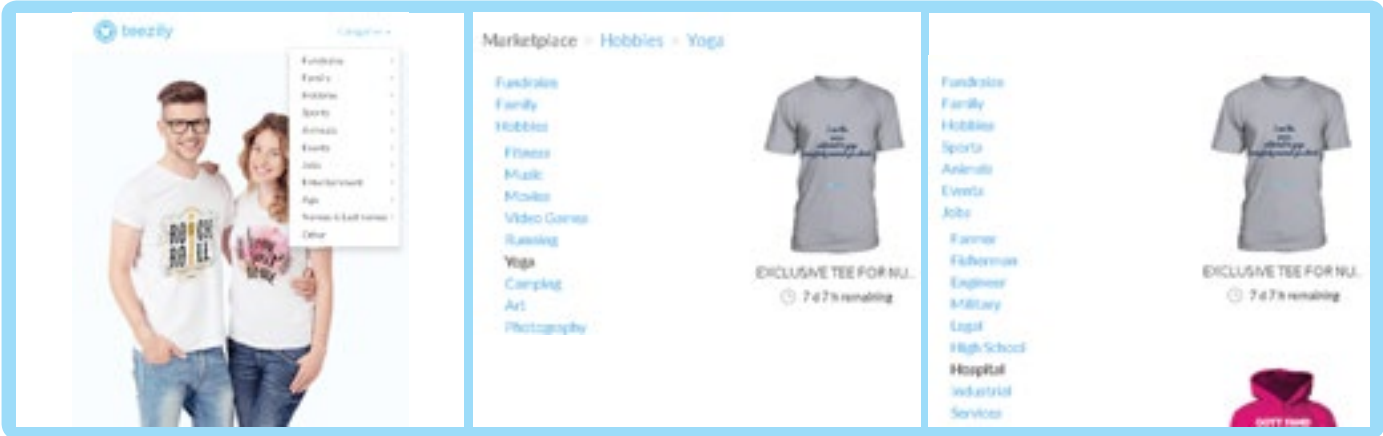 teezily
Categories
Fundraise
Family
Hobbies
Sports
Animals
Events
Jobs
Entertainment
Age
Names & Last names
Other
ROCK
ROLL
Marketplace > Hobbies > Yoga
Fundraise
Family
Hobbies
Fitness
Music
Movies
Video Games
Running
Yoga
Camping
Art
Photography
EXCLUSIVE TEE FOR NU...
7 d 7 h remaining
Fundraise
Family
Hobbies
Sports
Animals
Events
Jobs
Farmer
Fisherman
Engineer
Military
Legal
High School
Hospital
Industrial
Services
EXCLUSIVE TEE FOR NU...
7 d 7 h remaining